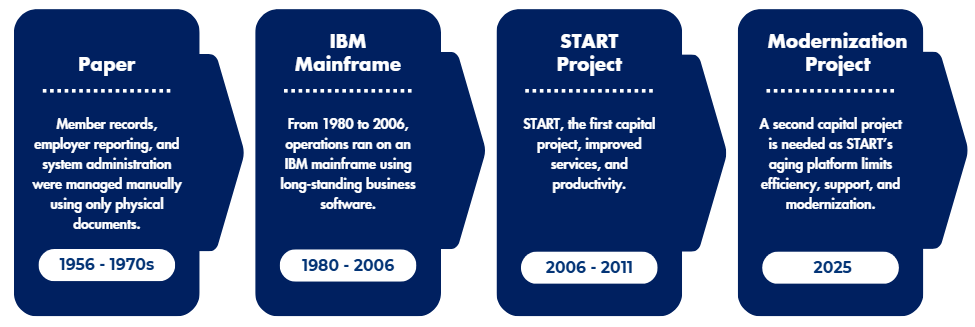 Paper
Member records,
employer reporting, and
system administration
were managed manually
using only physical
documents.
1956 - 1970s
IBM
Mainframe
From 1980 to 2006,
operations ran on an
IBM mainframe using
long-standing business
software.
1980 - 2006
START
Project
START, the first capital
project, improved
services, and
productivity.
2006 - 2011
Modernization
Project
A second capital project
is needed as START's
aging platform limits
efficiency, support, and
modernization.
2025